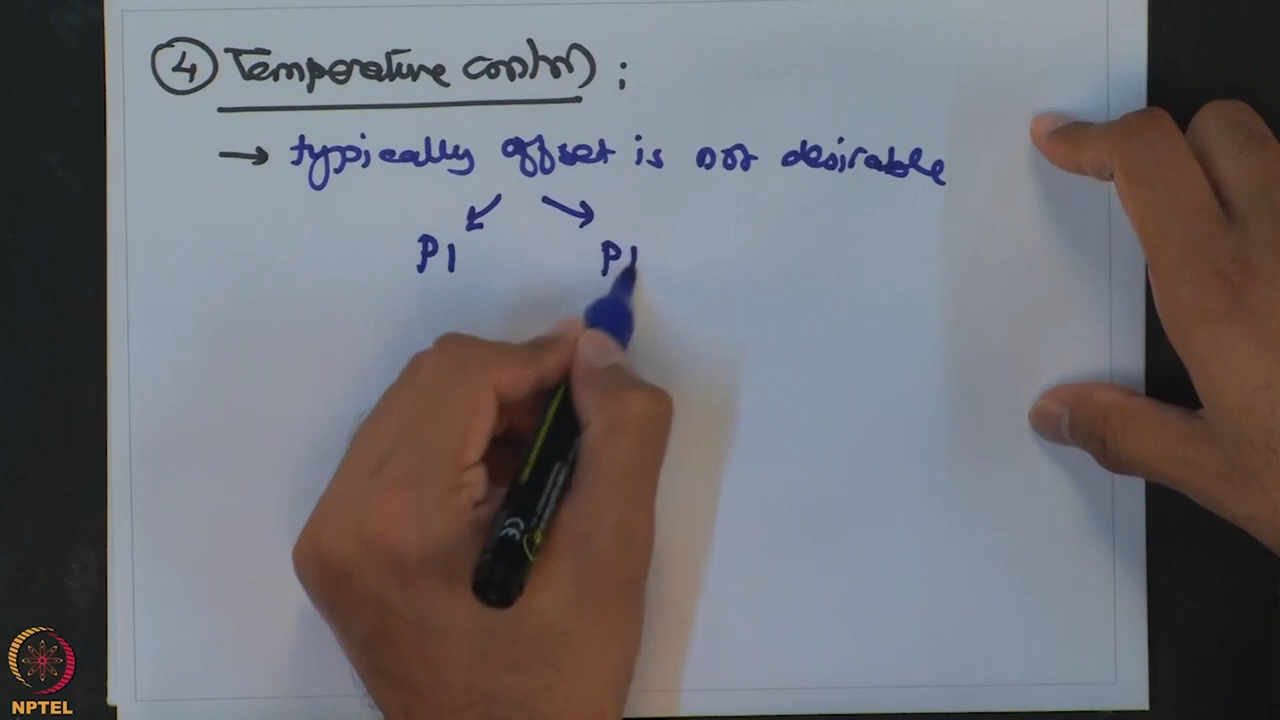 4 Temperature control :
→ typically offset is not desirable
PI PI
NPTEL